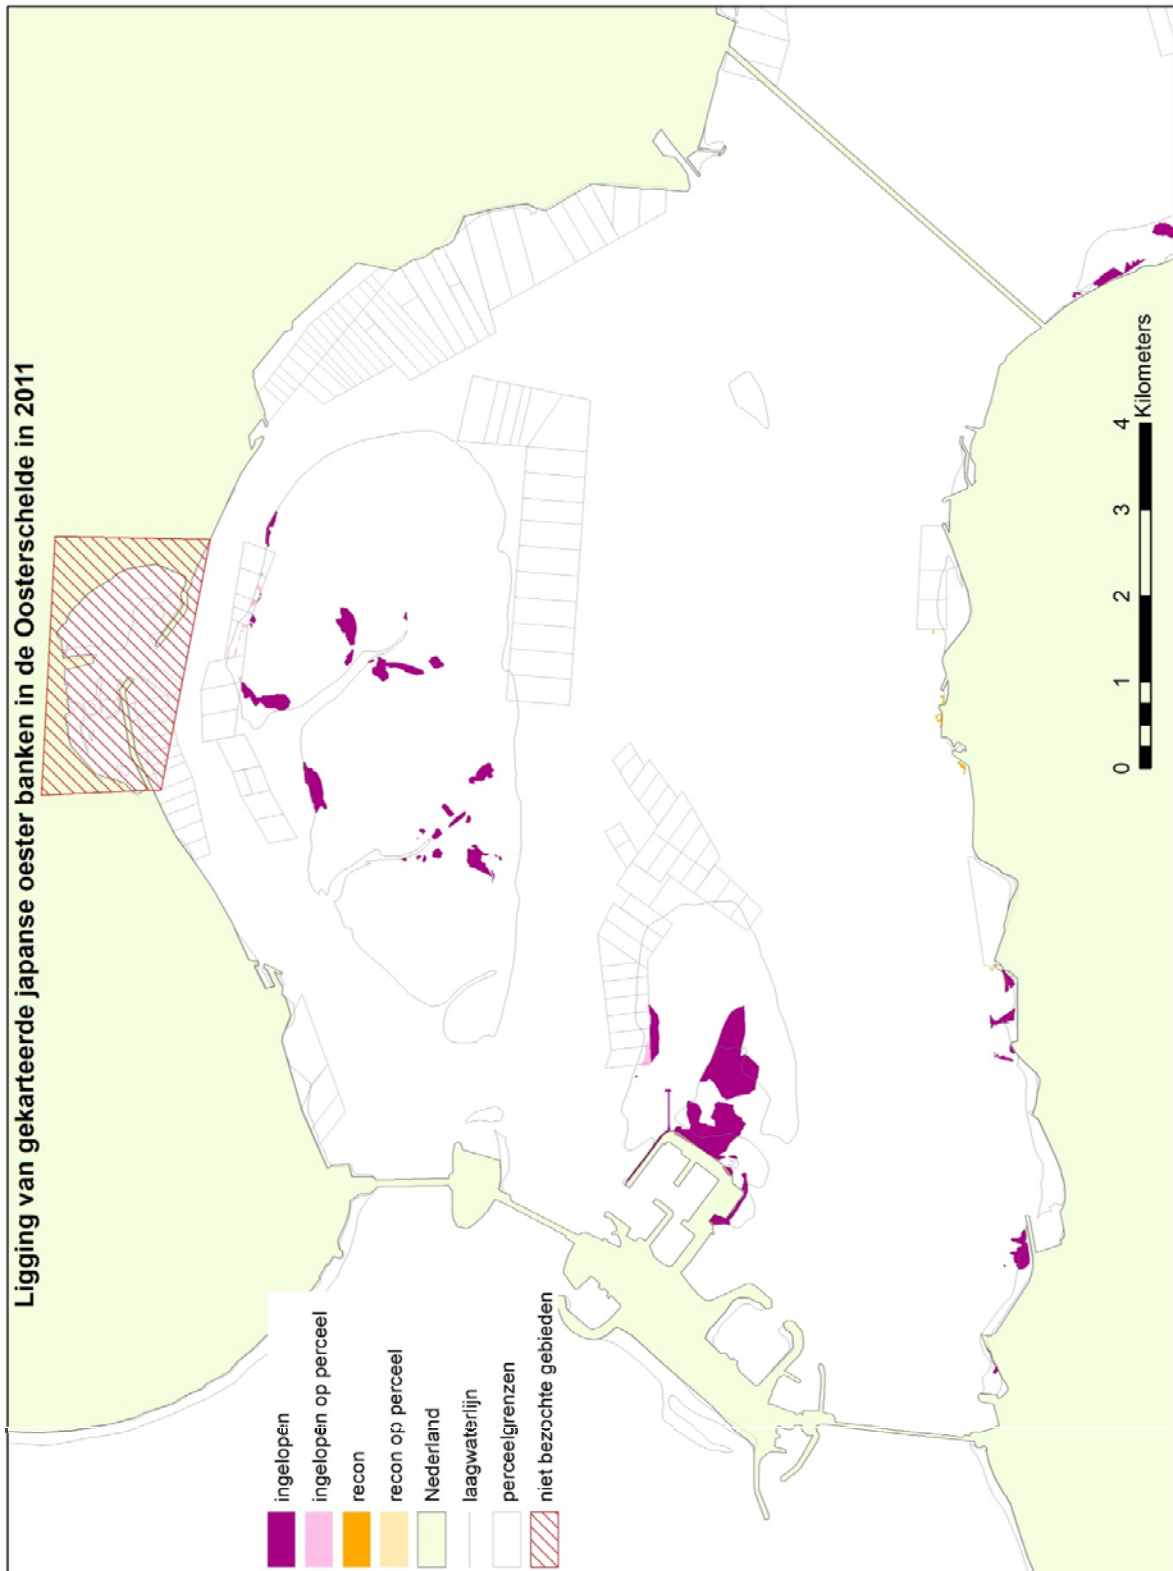 Ligging van gekarteerde japanse oester banken in de Oosterschelde in 2011
ingelopen
ingelopen op perceel
recon
recon op perceel
Nederland
laagwaterlijn
perceelgrenzen
niet bezochte gebieden
0 1 2 3 4
Kilometers